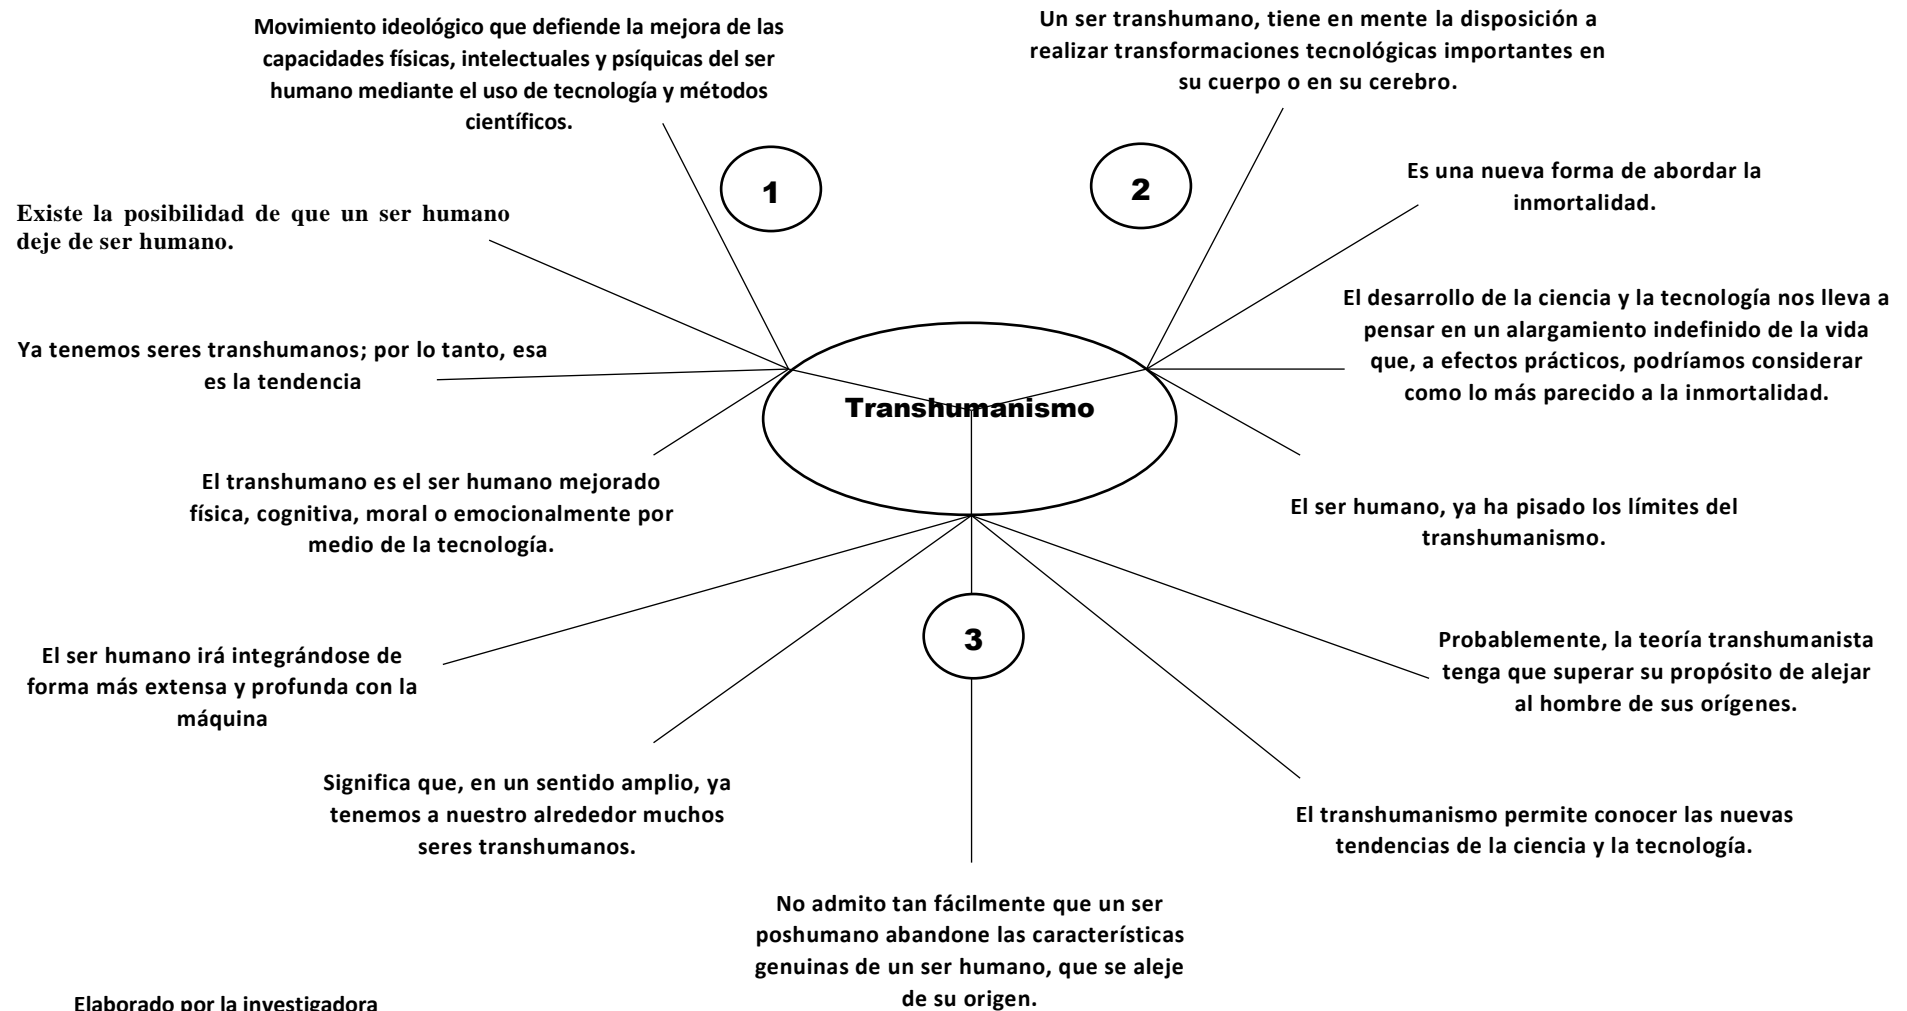 Movimiento ideológico que defiende la mejora de las
capacidades físicas, intelectuales y psíquicas del ser
humano mediante el uso de tecnología y métodos
científicos.
Un ser transhumano, tiene en mente la disposición a
realizar transformaciones tecnológicas importantes en
su cuerpo o en su cerebro.
1
2
Es una nueva forma de abordar la
inmortalidad.
Existe la posibilidad de que un ser humano
deje de ser humano.
El desarrollo de la ciencia y la tecnología nos lleva a
pensar en un alargamiento indefinido de la vida
que, a efectos prácticos, podríamos considerar
como lo más parecido a la inmortalidad.
Ya tenemos seres transhumanos; por lo tanto, esa
es la tendencia
Transhumanismo
El transhumano es el ser humano mejorado
física, cognitiva, moral o emocionalmente por
medio de la tecnología.
El ser humano, ya ha pisado los límites del
transhumanismo.
3
El ser humano irá integrándose de
forma más extensa y profunda con la
máquina
Probablemente, la teoría transhumanista
tenga que superar su propósito de alejar
al hombre de sus orígenes.
Significa que, en un sentido amplio, ya
tenemos a nuestro alrededor muchos
seres transhumanos.
El transhumanismo permite conocer las nuevas
tendencias de la ciencia y la tecnología.
No admito tan fácilmente que un ser
poshumano abandone las características
genuinas de un ser humano, que se aleje
de su origen.
Elaborado por la investigadora